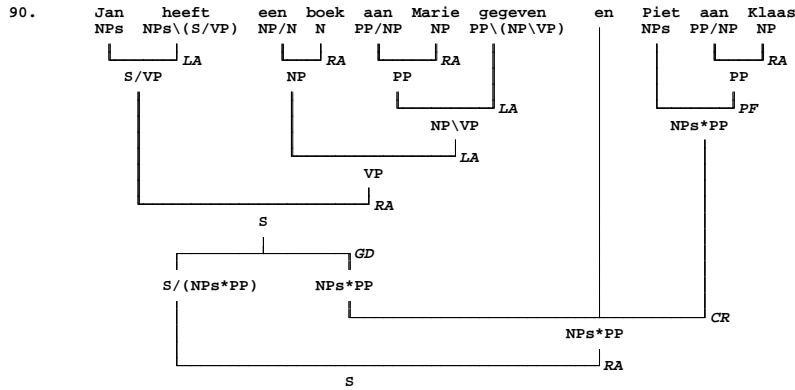 90. Jan heeft een boek aan Marie gegeven en Piet aan Klaas
NPs NPs\(S/VP) NP/N N PP/NP NP PP\(NP\VP) NPs PP/NP NP
LA RA RA RA
S/VP NP PP PP
LA PF
NP\VP NPs*PP
LA
VP
RA
S
GD
S/(NPs*PP) NPs*PP
CR
NPs*PP
RA
S